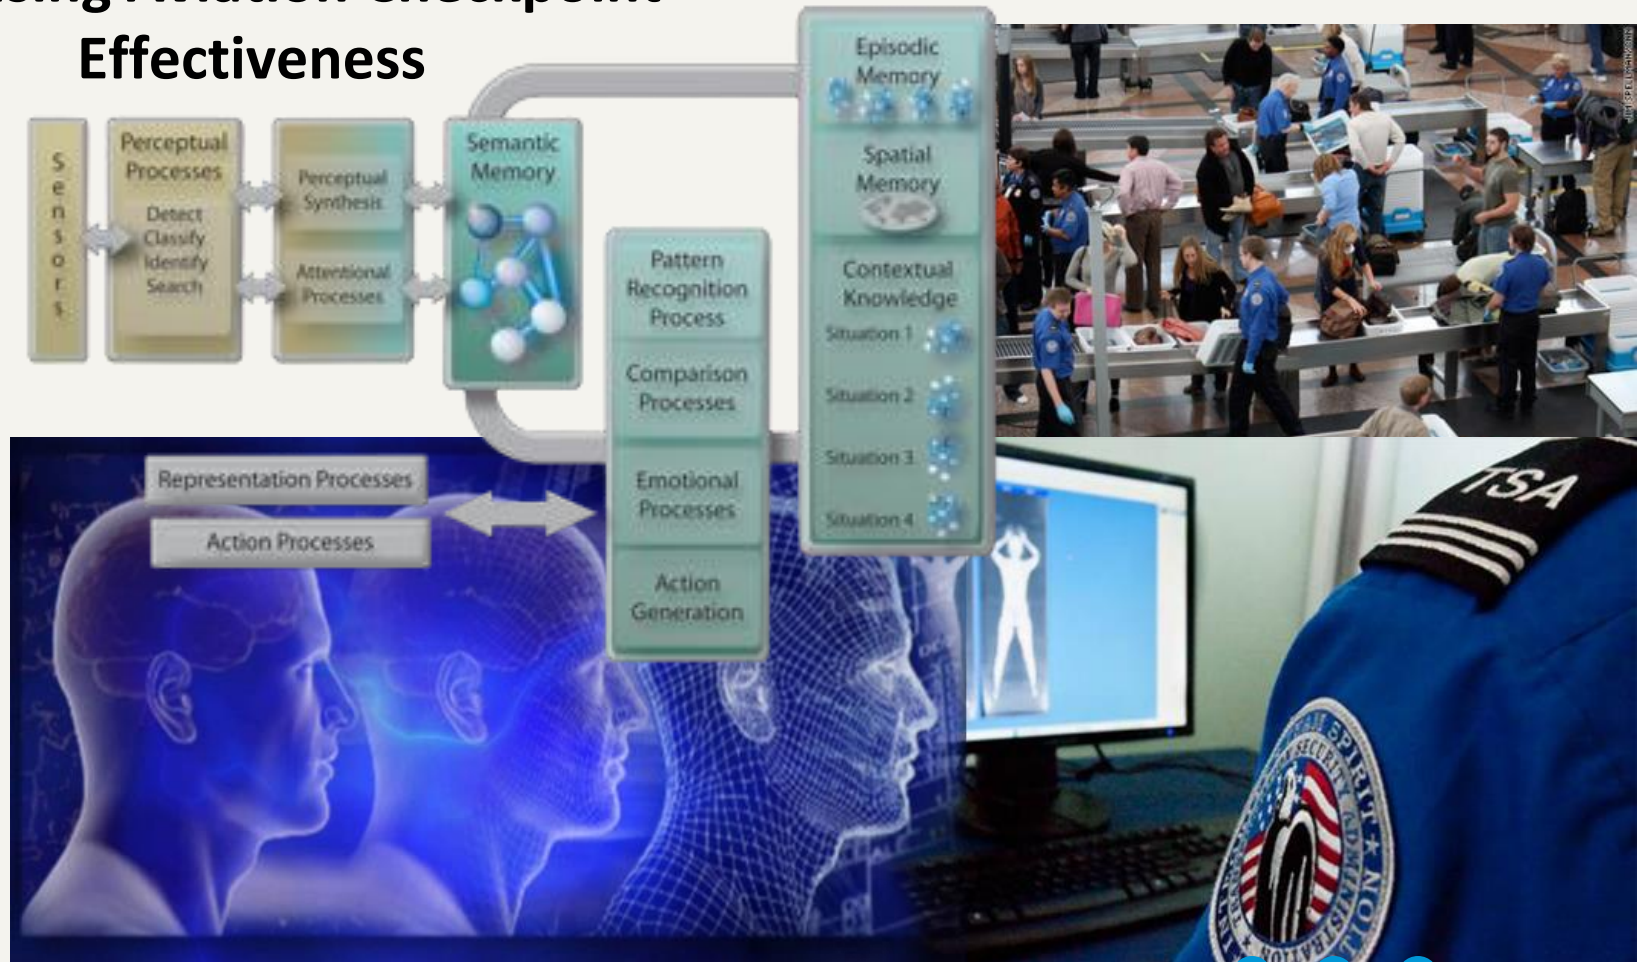 Aviation Checkpoint
Effectiveness
Sensors
Perceptual
Processes
Detect
Classify
Identify
Search
Perceptual
Synthesis
Attentional
Processes
Semantic
Memory
Pattern
Recognition
Process
Comparison
Processes
Emotional
Processes
Action
Generation
Episodic
Memory
Spatial
Memory
Contextual
Knowledge
Situation 1
Situation 2
Situation 3
Situation 4
Representation Processes
Action Processes
TSA